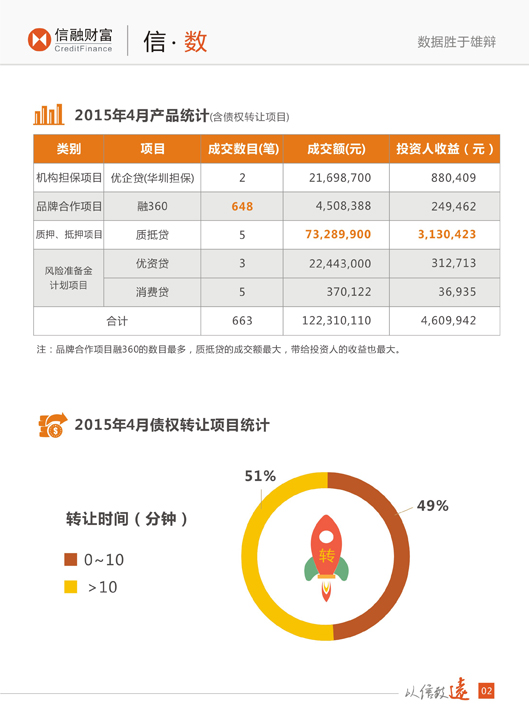 信融财富
CreditFinance
信·数
数据胜于雄辩
2015年4月产品统计(含债权转让项目)
类别 项目 成交数目(笔) 成交额(元) 投资人收益（元）
机构担保项目 优企贷(华圳担保) 2 21,698,700 880,409
品牌合作项目 融360 648 4,508,388 249,462
质押、抵押项目 质抵贷 5 73,289,900 3,130,423
风险准备金
计划项目
优资贷 3 22,443,000 312,713
消费贷 5 370,122 36,935
合计 663 122,310,110 4,609,942
注：品牌合作项目融360的数目最多，质抵贷的成交额最大，带给投资人的收益也最大。
2015年4月债权转让项目统计
51%
49%
转让时间（分钟）
0~10
>10
转
以信致远 02